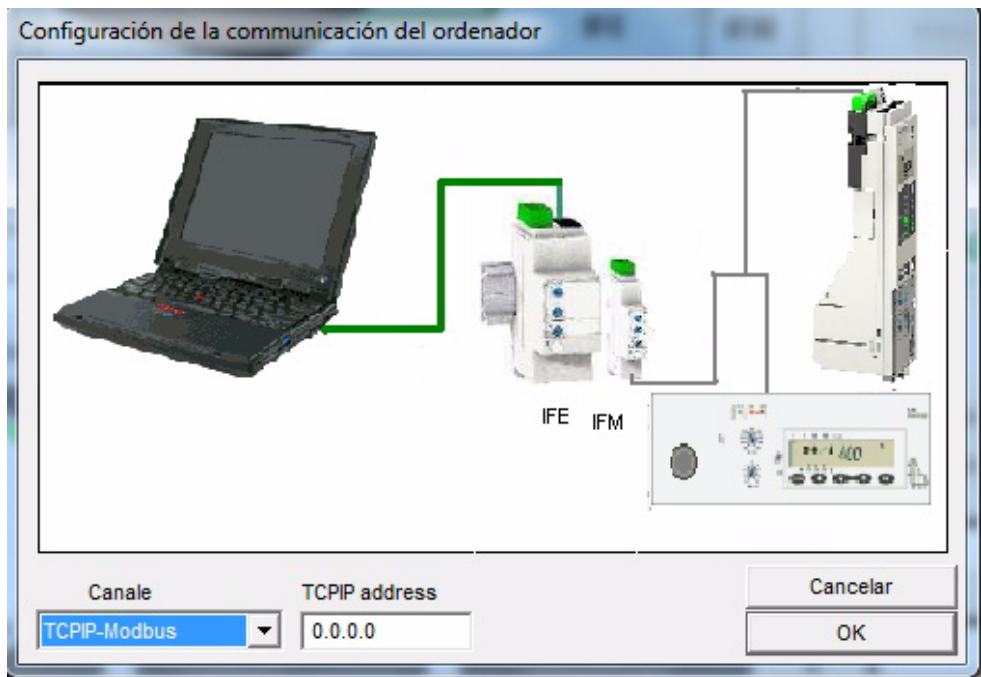 Configuración de la communicación del ordenador
IFE
IFM
400
Canale
TCPIP address
Cancelar
TCPIP-Modbus
0.0.0.0
OK